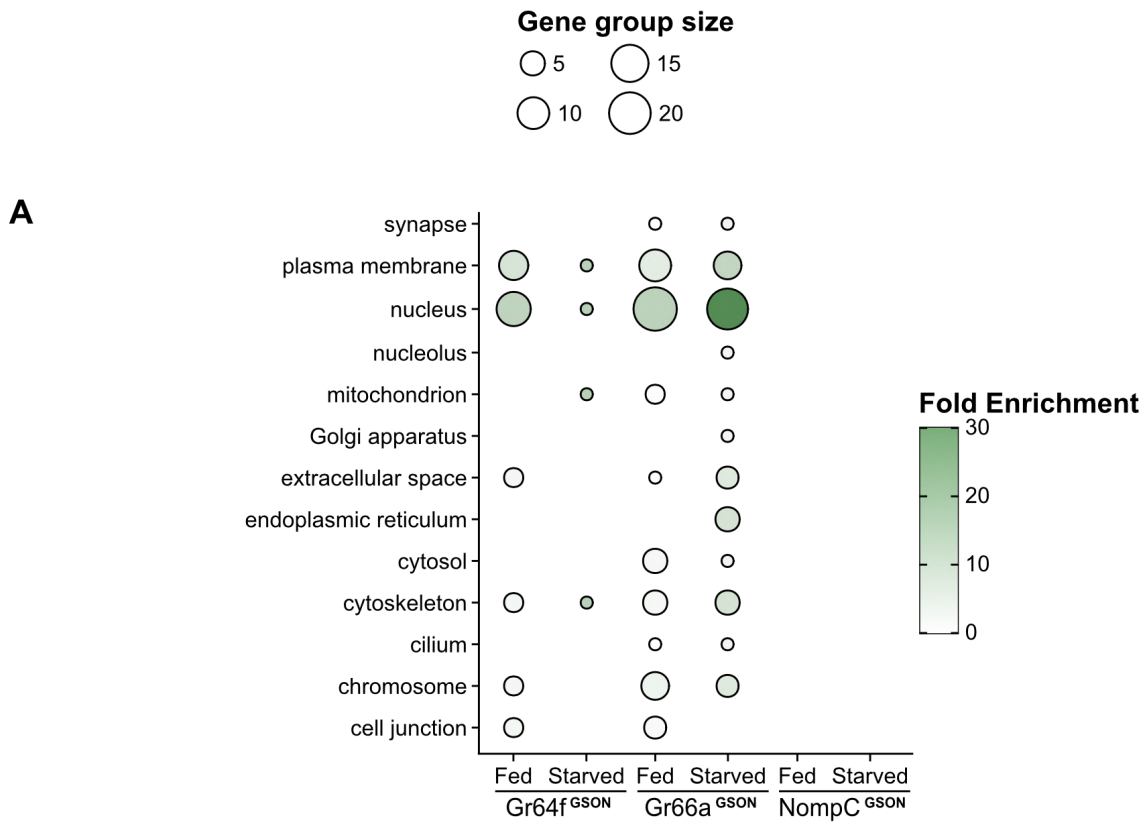 Gene group size
5 15
10 20
A
synapse
plasma membrane
nucleus
nucleolus
mitochondrion
Golgi apparatus
extracellular space
endoplasmic reticulum
cytosol
cytoskeleton
cilium
chromosome
cell junction
Fold Enrichment
30
20
10
0
Fed Starved Fed Starved Fed Starved
Gr64f GSON Gr66a GSON NompC GSON